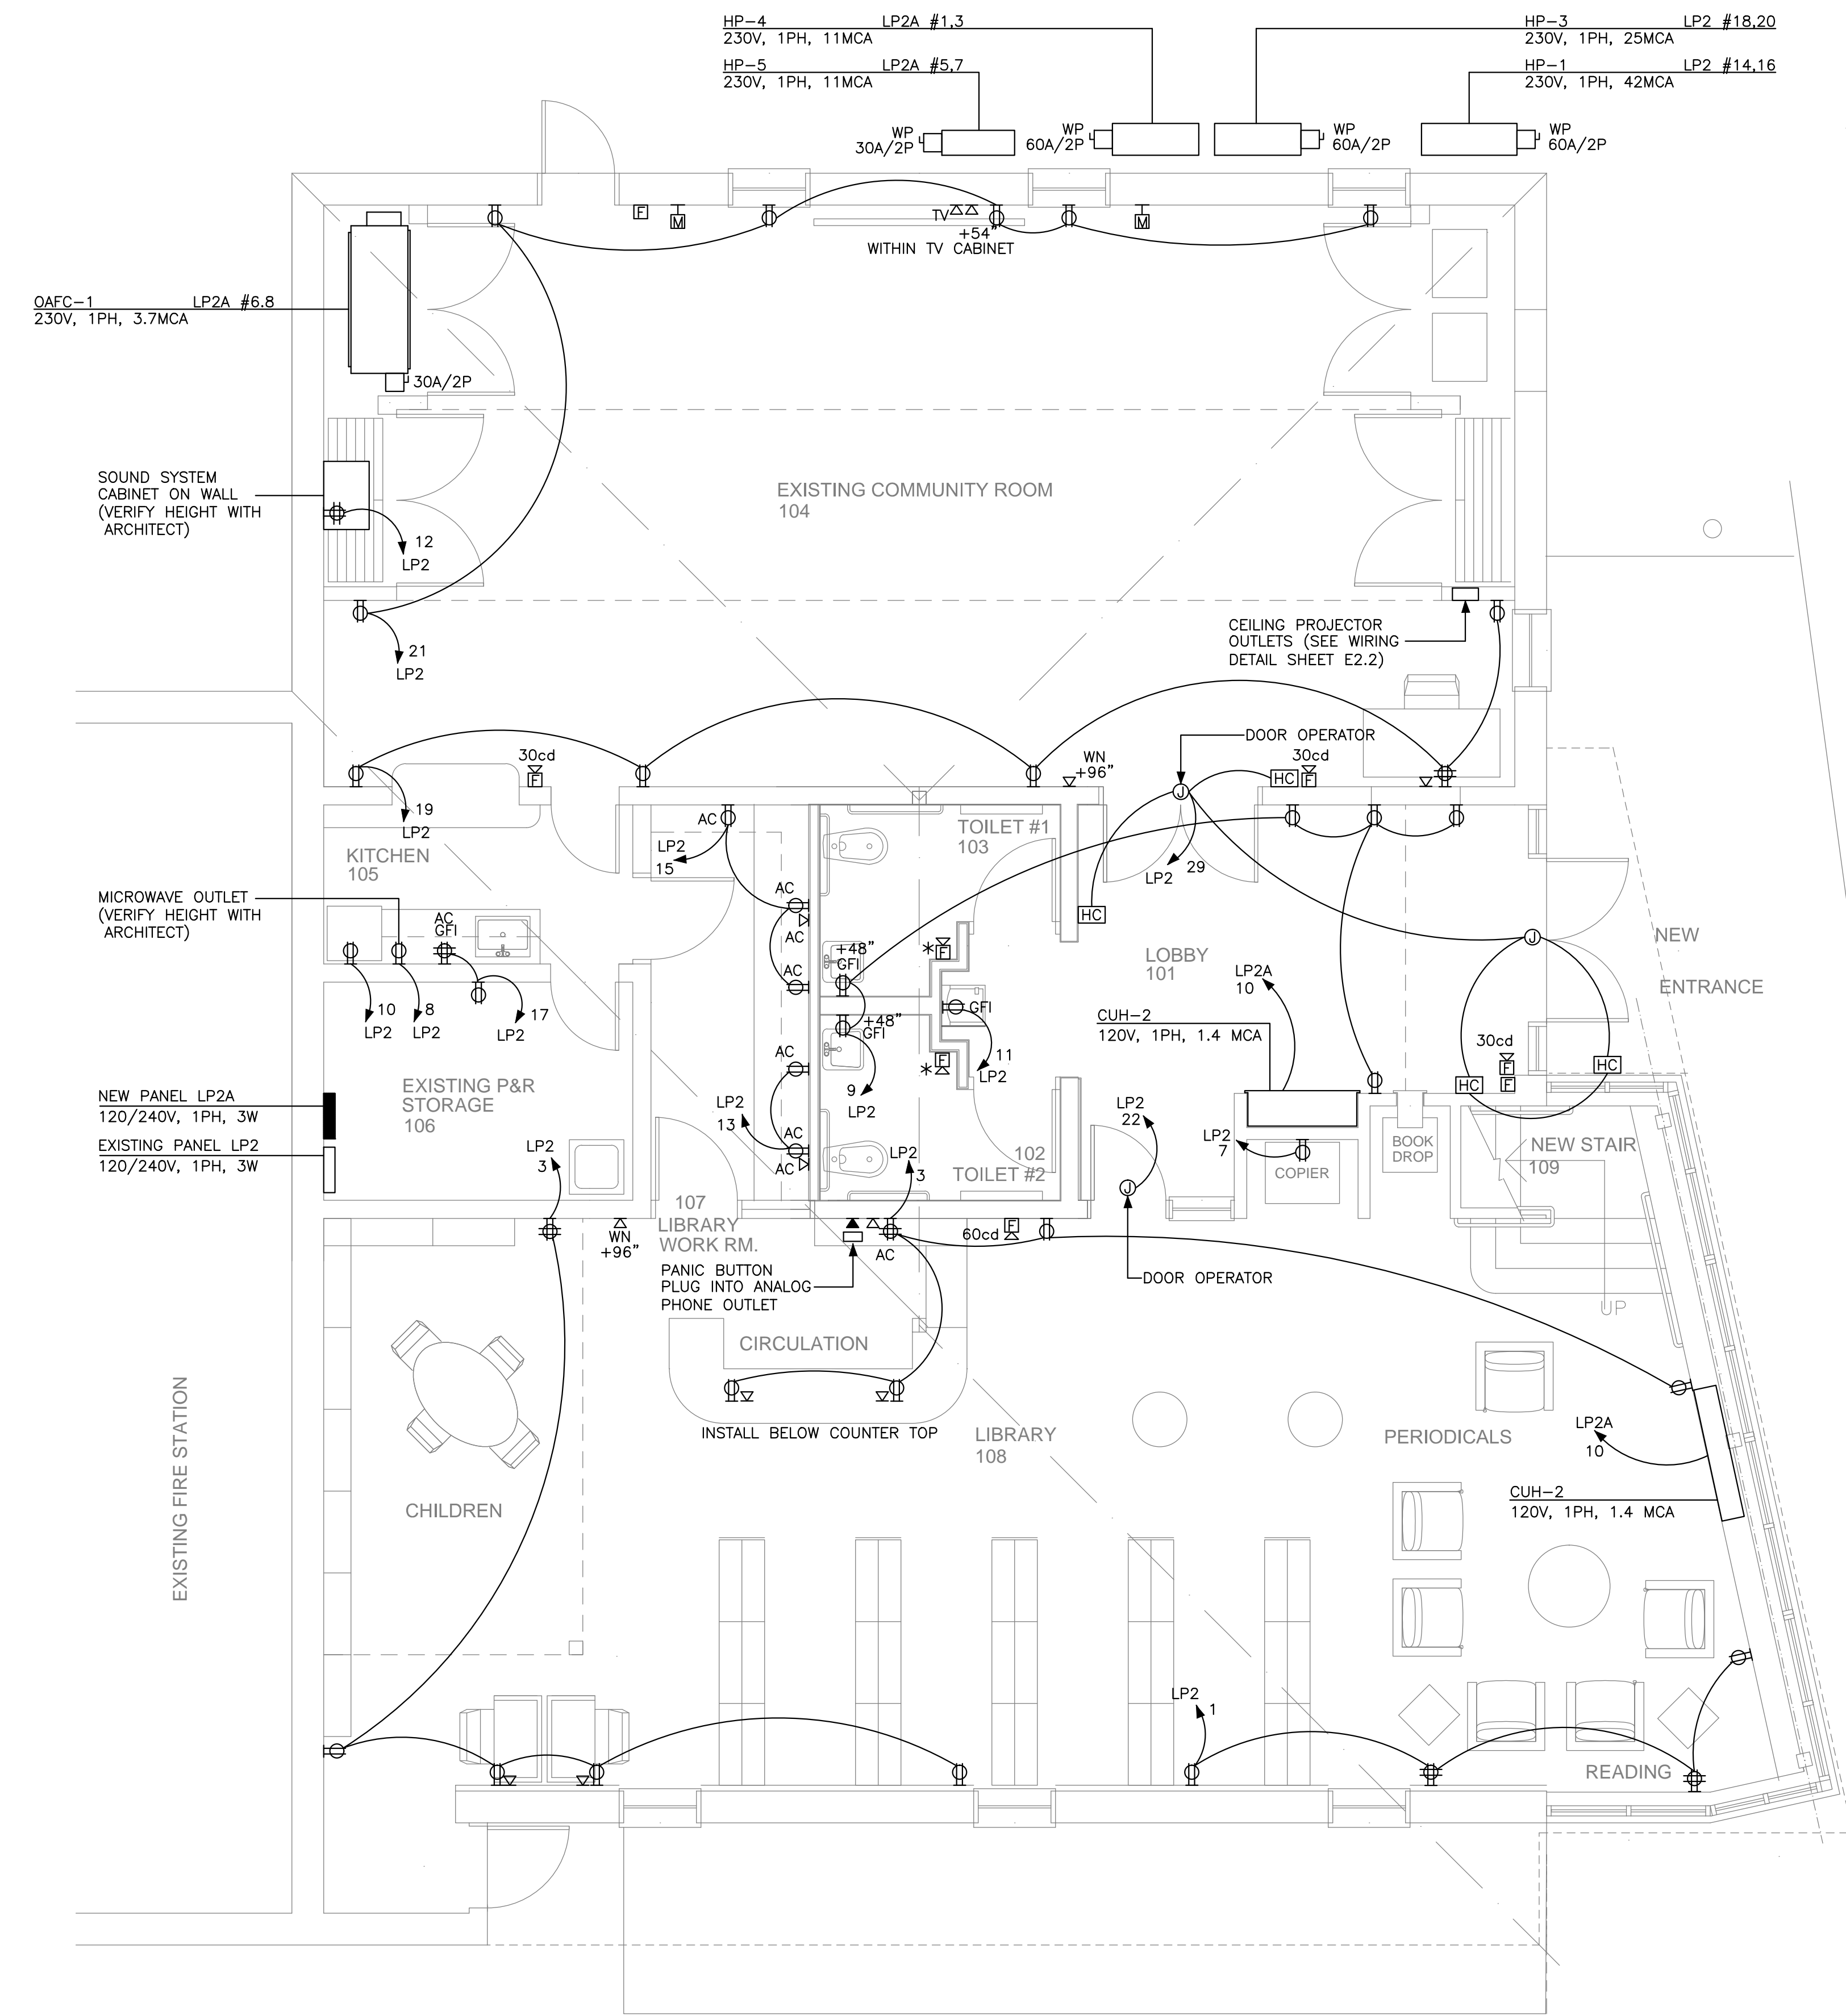 HP-4 LP2A #1,3
230V, 1PH, 11MCA
HP-5 LP2A #5,7
230V, 1PH, 11MCA
HP-3 LP2 #18,20
230V, 1PH, 25MCA
HP-1 LP2 #14,16
230V, 1PH, 42MCA
WP
30A/2P
WP
60A/2P
WP
60A/2P
WP
60A/2P
F
M
TV
+54"
WITHIN TV CABINET
M
OAFC-1 LP2A #6.8
230V, 1PH, 3.7MCA
30A/2P
SOUND SYSTEM
CABINET ON WALL
(VERIFY HEIGHT WITH
ARCHITECT)
12
LP2
EXISTING COMMUNITY ROOM
104
21
LP2
CEILING PROJECTOR
OUTLETS (SEE WIRING
DETAIL SHEET E2.2)
DOOR OPERATOR
30cd
F
WN
+96"
30cd
HC
F
J
19
LP2
KITCHEN
105
AC
LP2
15
TOILET #1
103
29
LP2
MICROWAVE OUTLET
(VERIFY HEIGHT WITH
ARCHITECT)
AC
GFI
AC
AC
HC
J
NEW
ENTRANCE
+48"
GFI
*
F
LOBBY
101
LP2A
10
AC
GFI
10
LP2
8
LP2
17
LP2
+48"
GFI
CUH-2
120V, 1PH, 1.4 MCA
30cd
F
F
HC
HC
AC
*
F
11
LP2
9
LP2
EXISTING P&R
STORAGE
106
NEW PANEL LP2A
120/240V, 1PH, 3W
EXISTING PANEL LP2
120/240V, 1PH, 3W
LP2
13
AC
AC
LP2
3
LP2
3
102
TOILET #2
LP2
22
LP2
7
COPIER
BOOK
DROP
NEW STAIR
109
J
107
LIBRARY
WORK RM.
WN
+96"
AC
60cd
F
PANIC BUTTON
PLUG INTO ANALOG
PHONE OUTLET
DOOR OPERATOR
UP
CIRCULATION
INSTALL BELOW COUNTER TOP
LIBRARY
108
PERIODICALS
LP2A
10
CUH-2
120V, 1PH, 1.4 MCA
EXISTING FIRE STATION
CHILDREN
LP2
1
READING